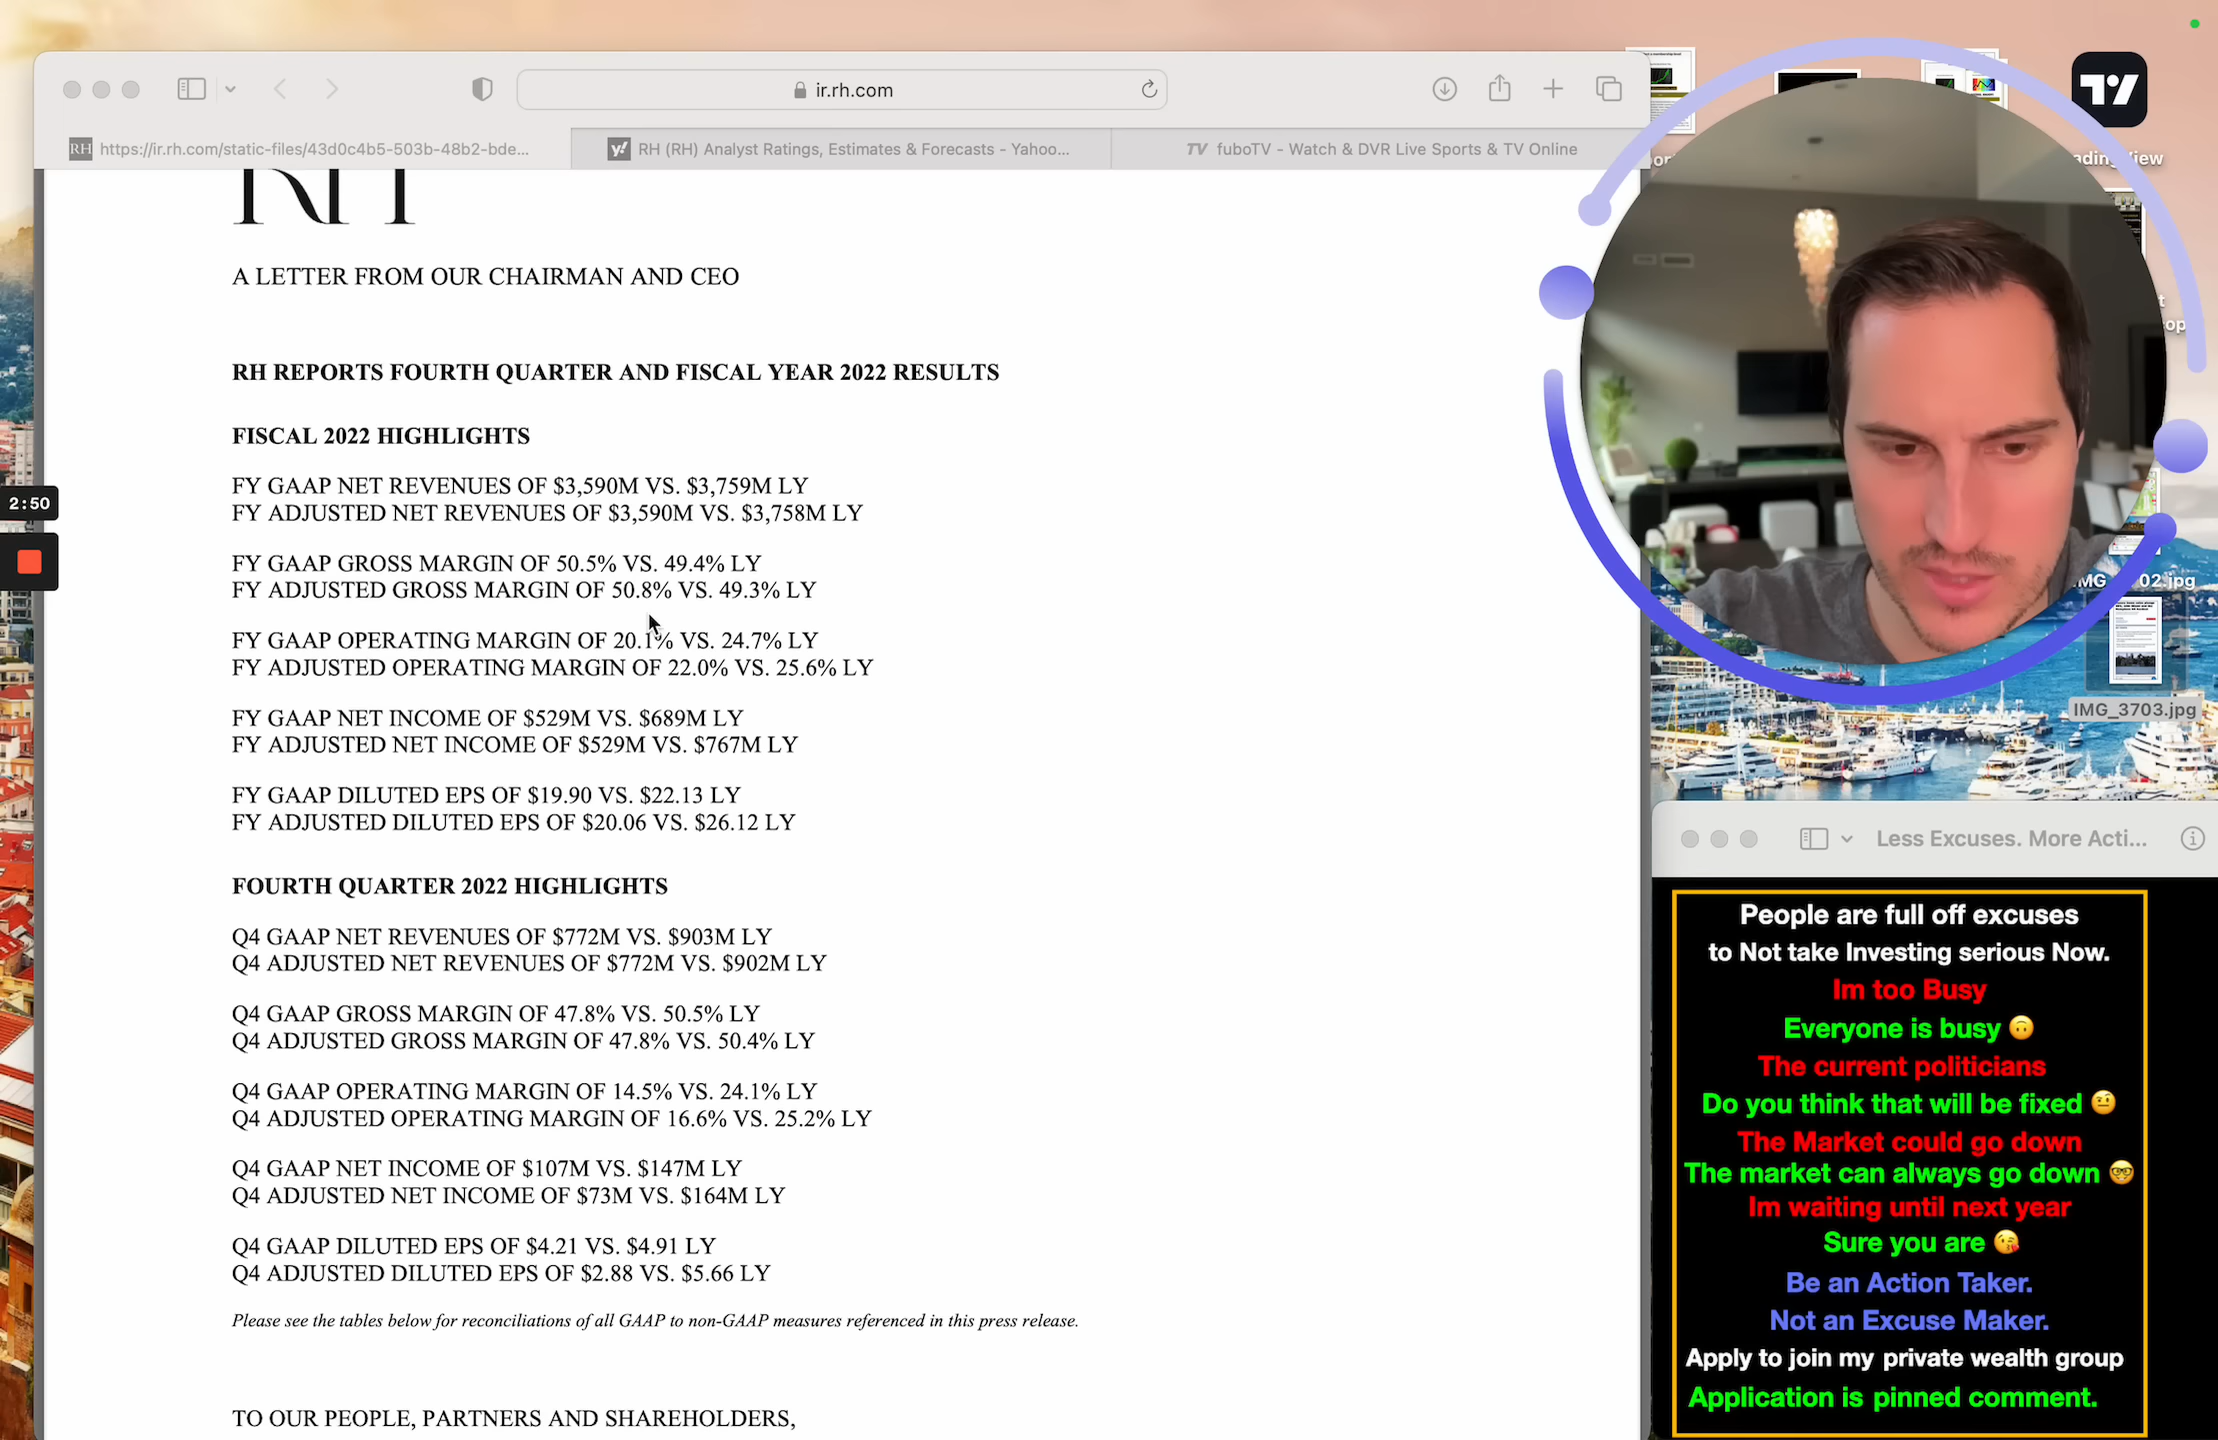 ir.rh.com
RH https://ir.rh.com/static-files/43d0c4b5-503b-48b2-bde...
y! RH (RH) Analyst Ratings, Estimates & Forecasts - Yahoo...
TV fuboTV - Watch & DVR Live Sports & TV Online
RH
A LETTER FROM OUR CHAIRMAN AND CEO
RH REPORTS FOURTH QUARTER AND FISCAL YEAR 2022 RESULTS
FISCAL 2022 HIGHLIGHTS
FY GAAP NET REVENUES OF $3,590M VS. $3,759M LY
FY ADJUSTED NET REVENUES OF $3,590M VS. $3,758M LY
FY GAAP GROSS MARGIN OF 50.5% VS. 49.4% LY
FY ADJUSTED GROSS MARGIN OF 50.8% VS. 49.3% LY
FY GAAP OPERATING MARGIN OF 20.1% VS. 24.7% LY
FY ADJUSTED OPERATING MARGIN OF 22.0% VS. 25.6% LY
FY GAAP NET INCOME OF $529M VS. $689M LY
FY ADJUSTED NET INCOME OF $529M VS. $767M LY
FY GAAP DILUTED EPS OF $19.90 VS. $22.13 LY
FY ADJUSTED DILUTED EPS OF $20.06 VS. $26.12 LY
FOURTH QUARTER 2022 HIGHLIGHTS
Q4 GAAP NET REVENUES OF $772M VS. $903M LY
Q4 ADJUSTED NET REVENUES OF $772M VS. $902M LY
Q4 GAAP GROSS MARGIN OF 47.8% VS. 50.5% LY
Q4 ADJUSTED GROSS MARGIN OF 47.8% VS. 50.4% LY
Q4 GAAP OPERATING MARGIN OF 14.5% VS. 24.1% LY
Q4 ADJUSTED OPERATING MARGIN OF 16.6% VS. 25.2% LY
Q4 GAAP NET INCOME OF $107M VS. $147M LY
Q4 ADJUSTED NET INCOME OF $73M VS. $164M LY
Q4 GAAP DILUTED EPS OF $4.21 VS. $4.91 LY
Q4 ADJUSTED DILUTED EPS OF $2.88 VS. $5.66 LY
Please see the tables below for reconciliations of all GAAP to non-GAAP measures referenced in this press release.
TO OUR PEOPLE, PARTNERS AND SHAREHOLDERS,
2:50
adingView
02.jpg
IMG_3703.jpg
Less Excuses. More Acti...
People are full off excuses
to Not take Investing serious Now.
Im too Busy
Everyone is busy 🙃
The current politicians
Do you think that will be fixed 🤨
The Market could go down
The market can always go down 🤓
Im waiting until next year
Sure you are 😘
Be an Action Taker.
Not an Excuse Maker.
Apply to join my private wealth group
Application is pinned comment.